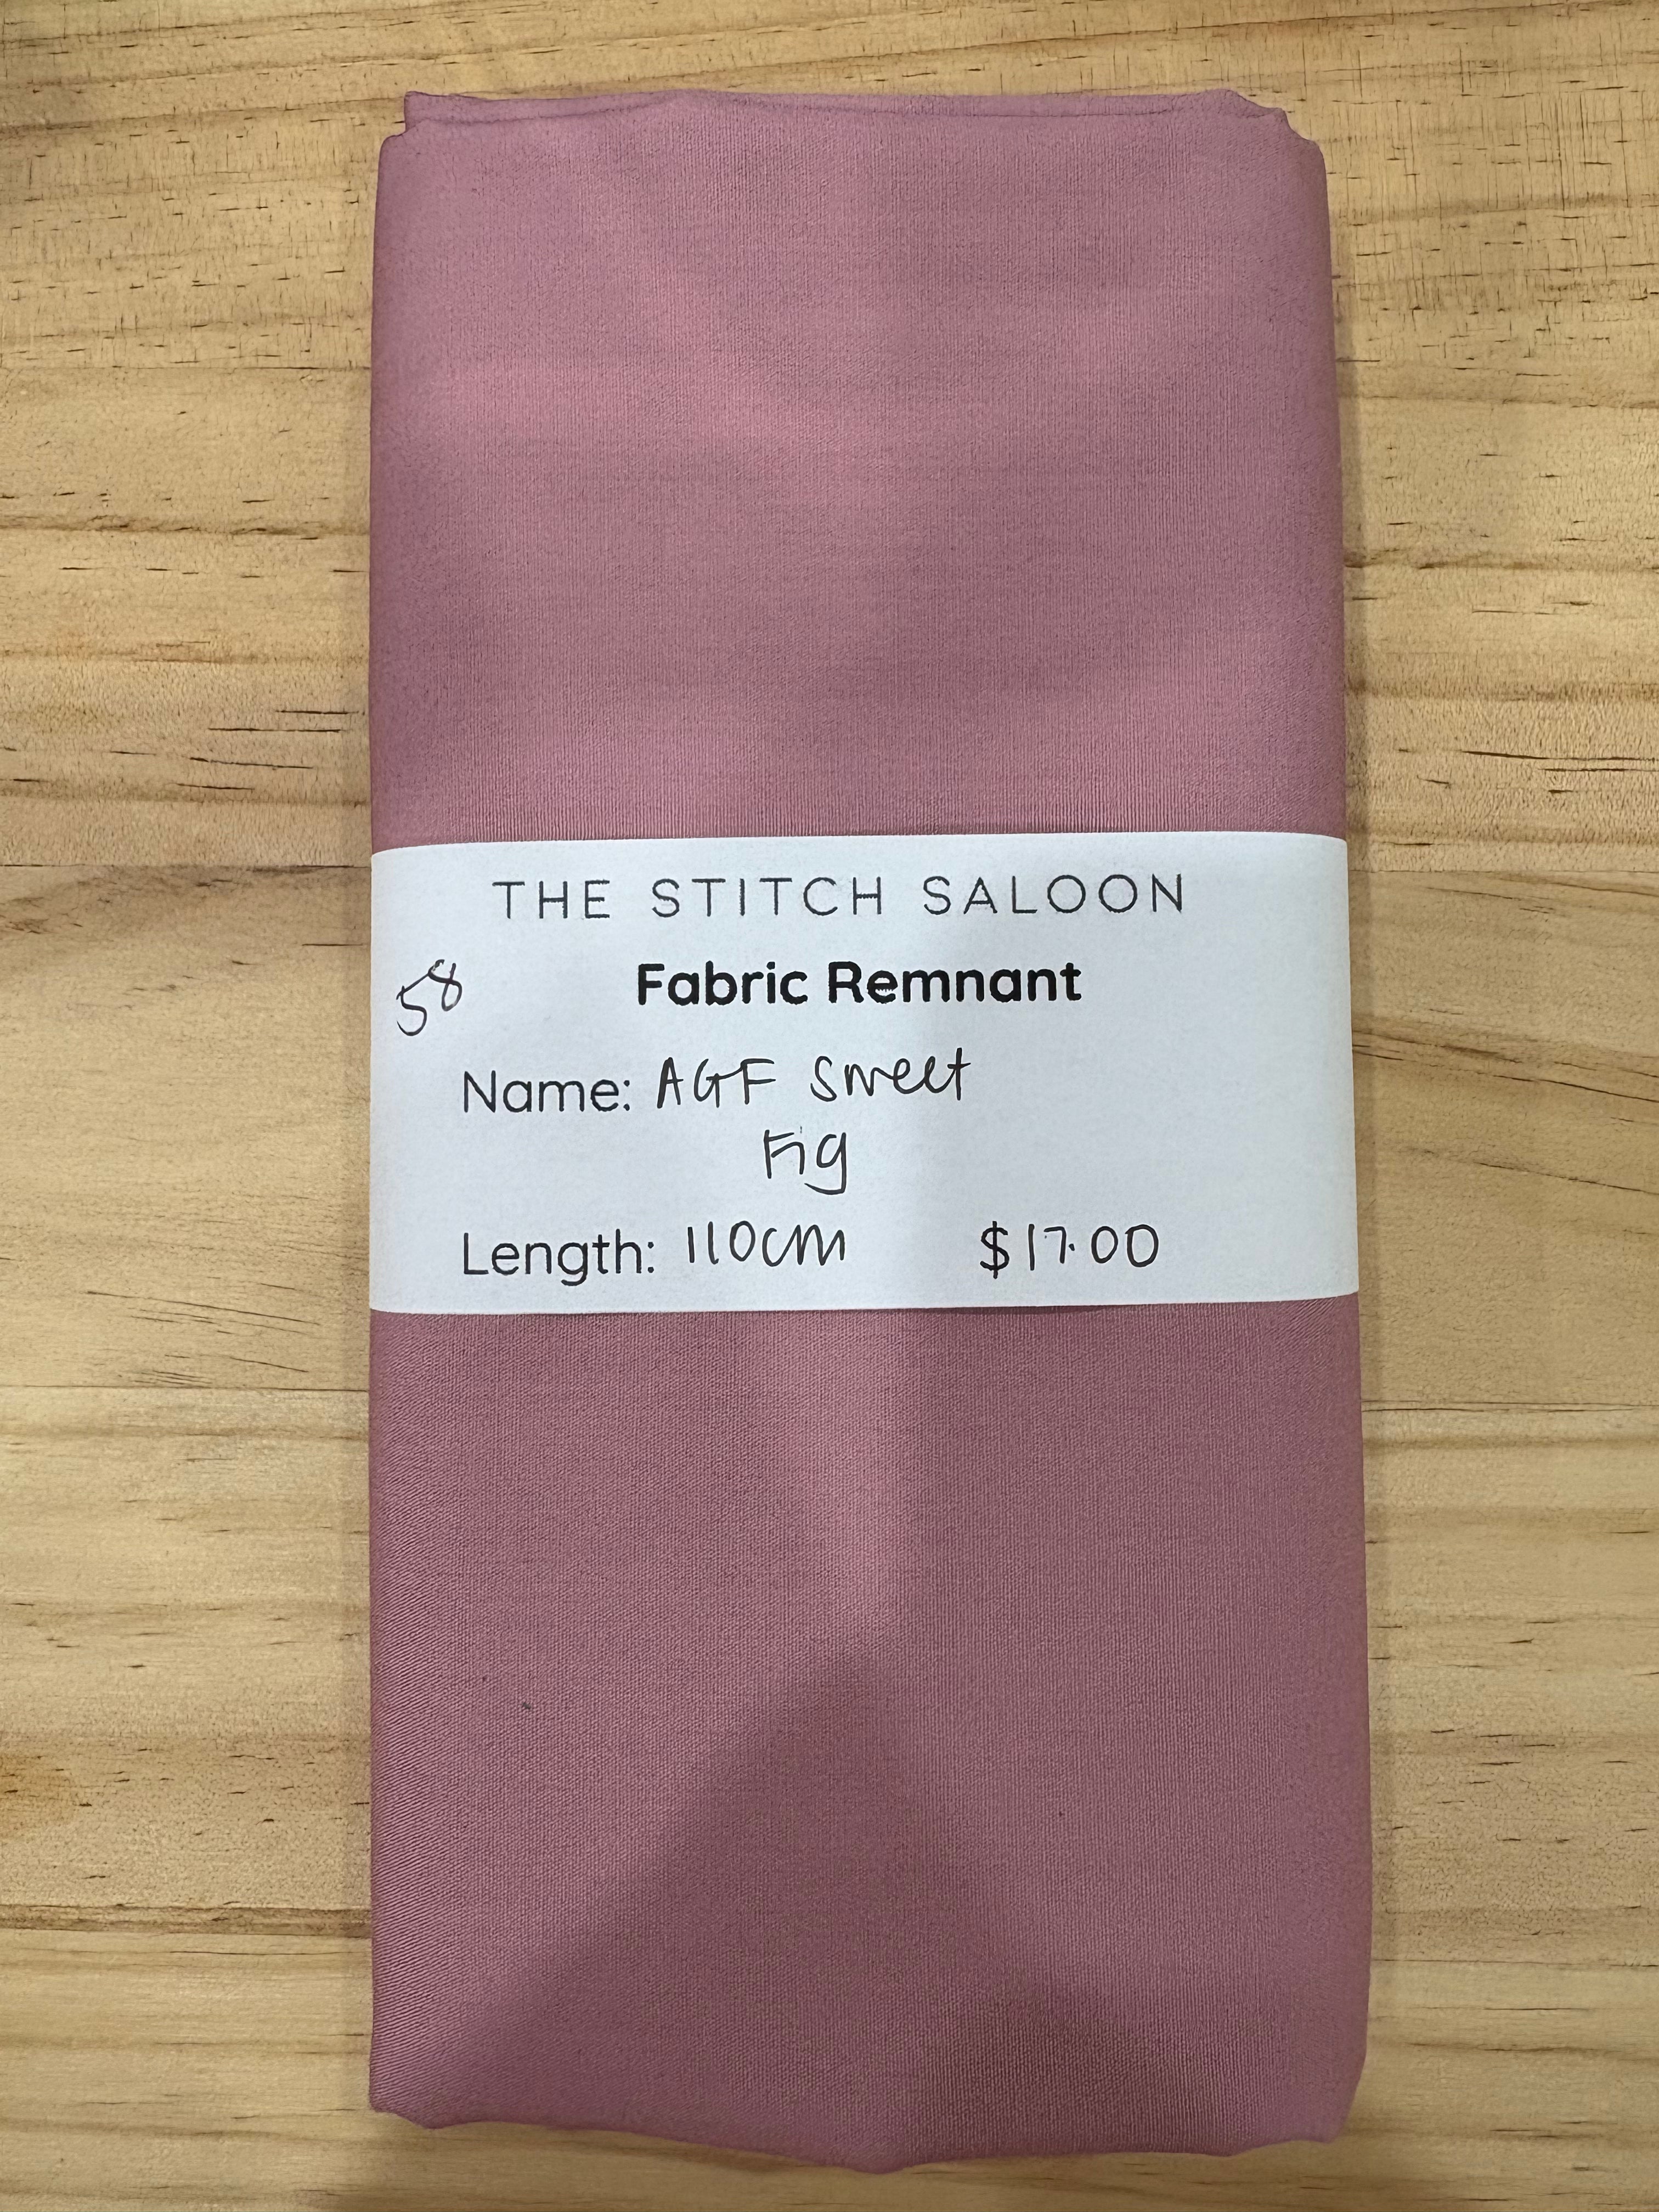 THE STITCH SALOON
Fabric Remnant
58
Name: AGF Sweet
Fig
Length: 110cm $17.00